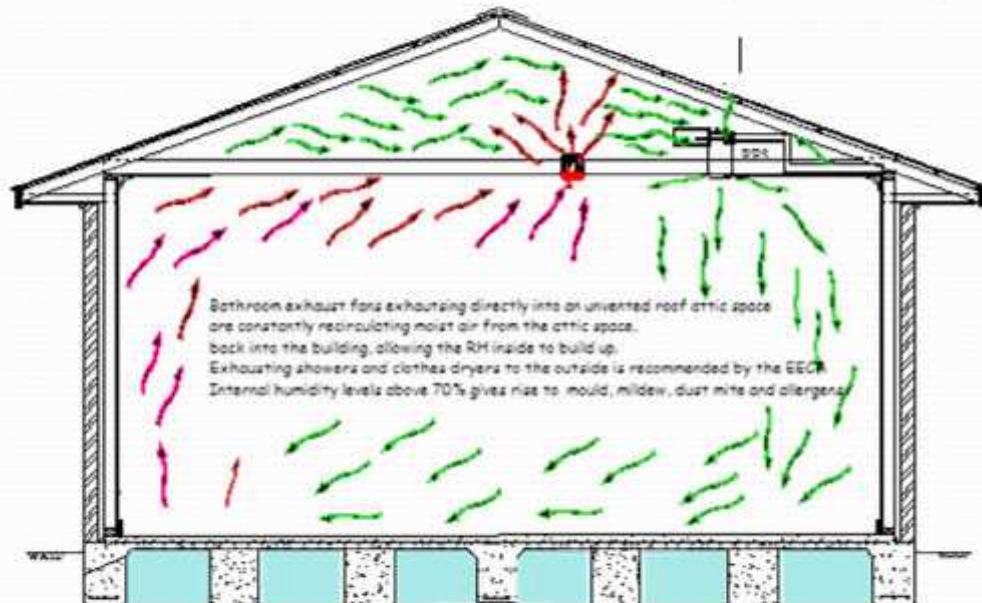 Bathroom exhaust fans exhautsing directly into an unvented roof attic space
are constantly recirculating moist air from the attic space.
back into the building, allowing the RH inside to build up.
Exhausting showers and clothes dryers to the outside is recommended by the EECA
Internal humidity levels above 70% gives rise to mould, mildew, dust mite and allergens